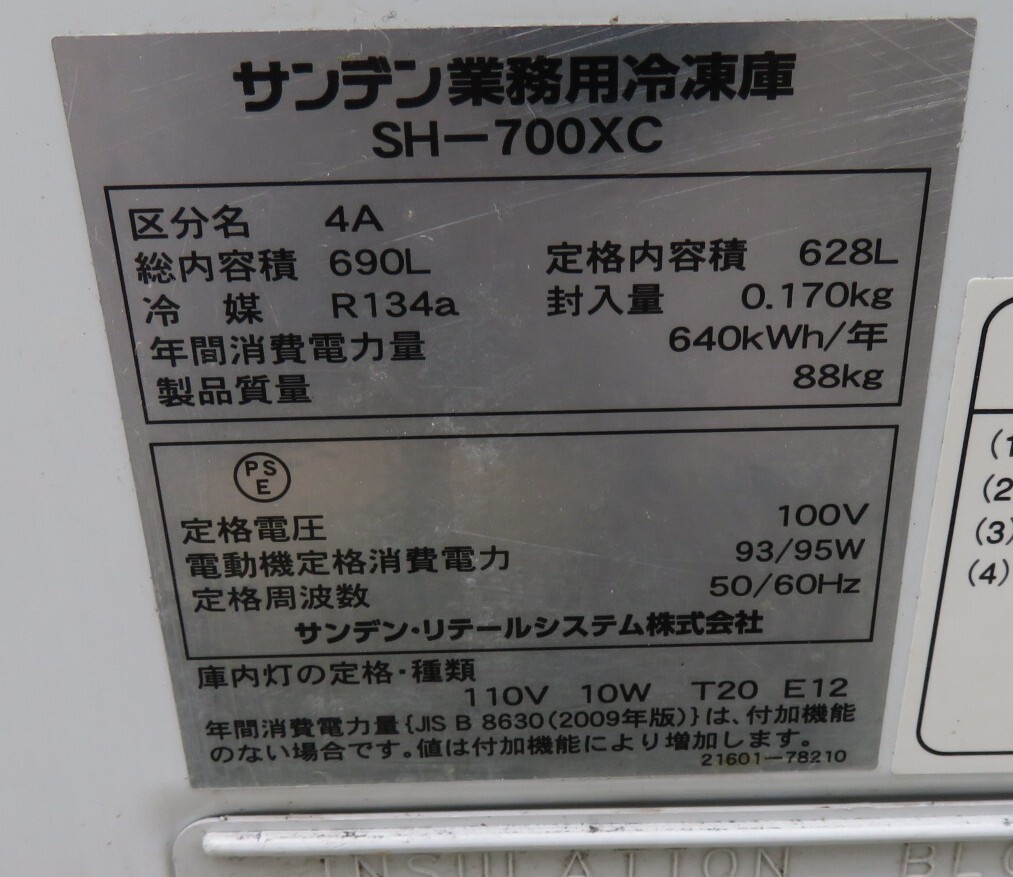 サンデン業務用冷凍庫
SH-700XC
区分名 4A
総内容積 690L 定格内容積 628L
冷 媒 R134a 封入量 0.170kg
年間消費電力量 640kWh/年
製品質量 88kg
PSE
定格電圧 100V
電動機定格消費電力 93/95W
定格周波数 50/60Hz
サンデン・リテールシステム株式会社
庫内灯の定格・種類
110V 10W T20 E12
年間消費電力量{JIS B 8630(2009年版)}は、付加機能
のない場合です。値は付加機能により増加します。
21601-78210
(1
(2
(3)
(4)
INSULATION